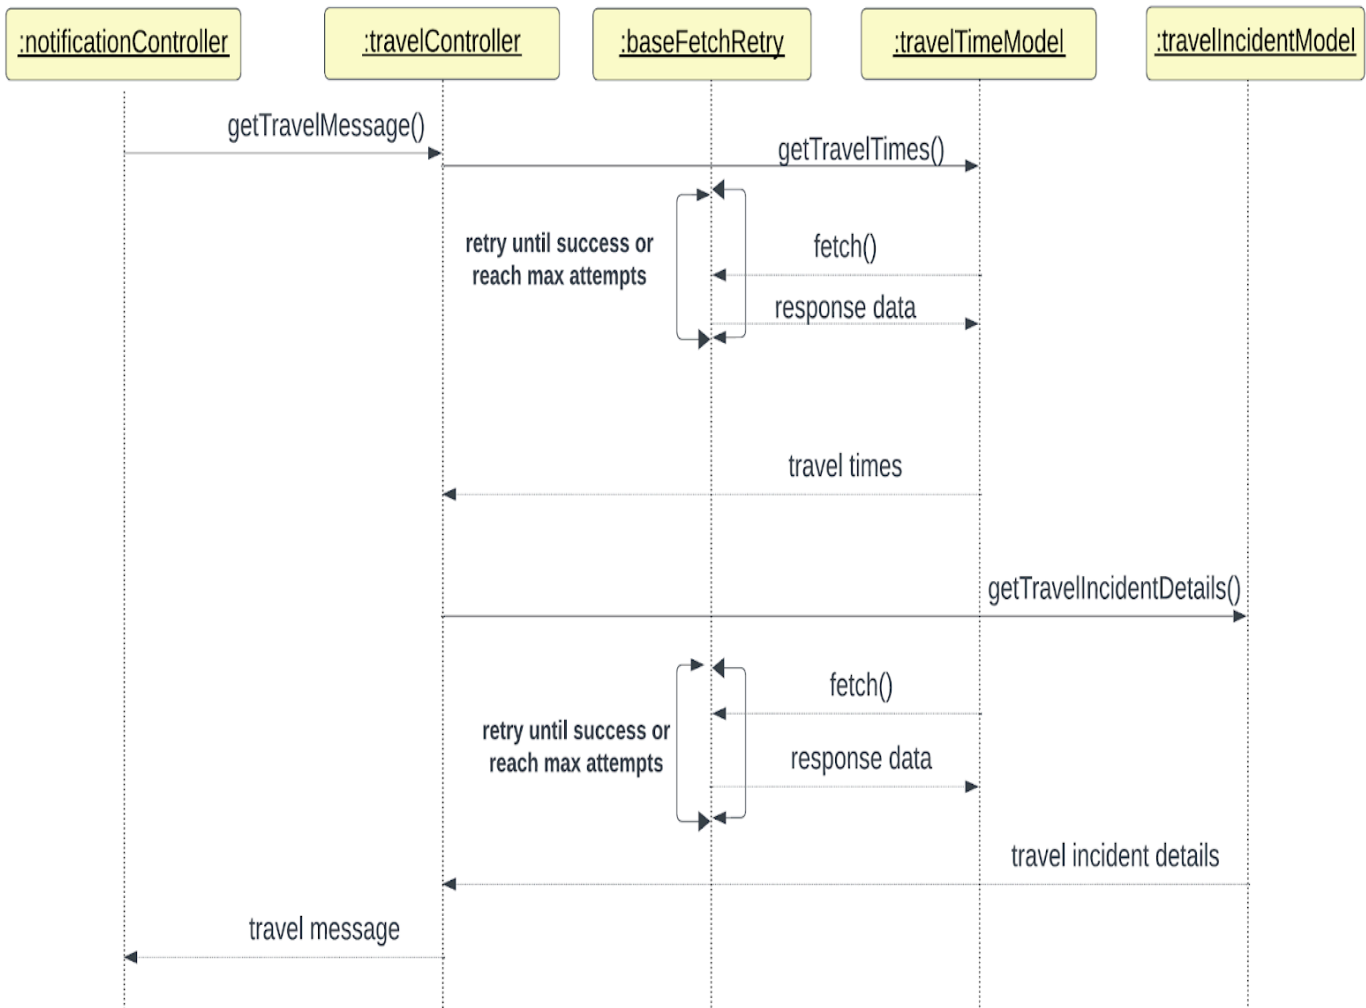 :notificationController
:travelController
:baseFetchRetry
:travelTimeModel
:travelIncidentModel
getTravelMessage()
getTravelTimes()
retry until success or
reach max attempts
fetch()
response data
travel times
getTravelIncidentDetails()
fetch()
retry until success or
reach max attempts
response data
travel incident details
travel message